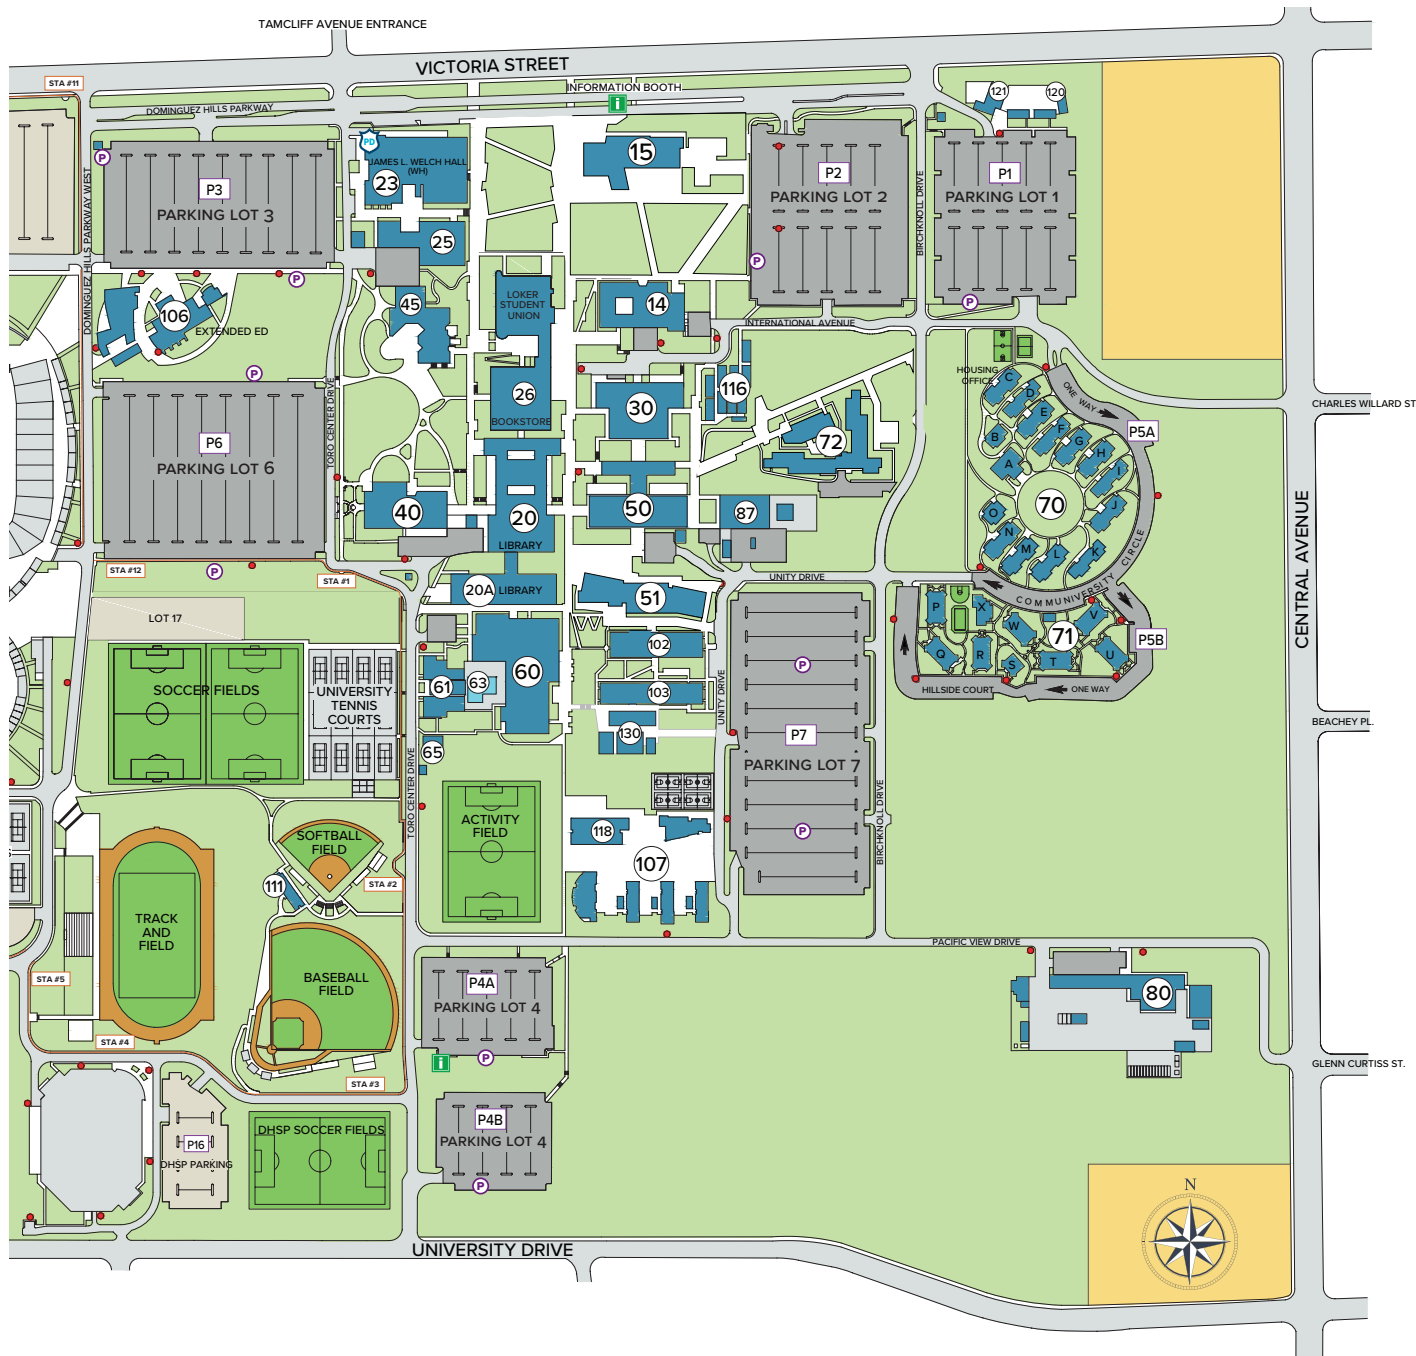 TAMCLIFF AVENUE ENTRANCE
VICTORIA STREET
STA #11
INFORMATION BOOTH
i
DOMINGUEZ HILLS PARKWAY
121
120
PD
JAMES L. WELCH HALL
(WH)
23
15
P2
PARKING LOT 2
P1
PARKING LOT 1
P
P3
PARKING LOT 3
DOMINGUEZ HILLS PARKWAY WEST
BIRCHKNOLL DRIVE
25
P
P
P
45
LOKER
STUDENT
UNION
14
106
EXTENDED ED
INTERNATIONAL AVENUE
P
HOUSING
OFFICE
C
D
E
F
G
H
I
J
K
L
M
N
O
A
B
70
ONE WAY
P5A
CHARLES WILLARD ST
TORO CENTER DRIVE
26
BOOKSTORE
30
116
72
P6
PARKING LOT 6
40
20
LIBRARY
50
87
CENTRAL AVENUE
STA #12
P
STA #1
20A
LIBRARY
51
UNITY DRIVE
COMMUNIVERSITY CIRCLE
LOT 17
102
P
X
W
71
V
P5B
Q
R
S
T
U
HILLSIDE COURT
ONE WAY
SOCCER FIELDS
UNIVERSITY
TENNIS
COURTS
61
63
60
103
P
130
UNITY DRIVE
P7
PARKING LOT 7
BEACHEY PL.
65
TORO CENTER DRIVE
BIRCHKNOLL DRIVE
ACTIVITY
FIELD
118
P
107
SOFTBALL
FIELD
111
STA #2
TRACK
AND
FIELD
BASEBALL
FIELD
STA #5
PACIFIC VIEW DRIVE
P4A
PARKING LOT 4
80
STA #4
i
P
GLENN CURTISS ST.
STA #3
P4B
PARKING LOT 4
P
P16
DHSP PARKING
DHSP SOCCER FIELDS
N
UNIVERSITY DRIVE